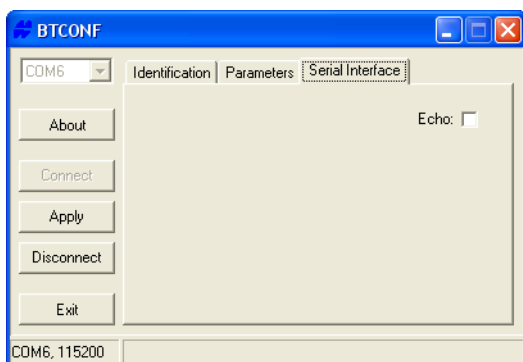 BTCONF
COM6
Identification
Parameters
Serial Interface
About
Echo:
Connect
Apply
Disconnect
Exit
COM6, 115200